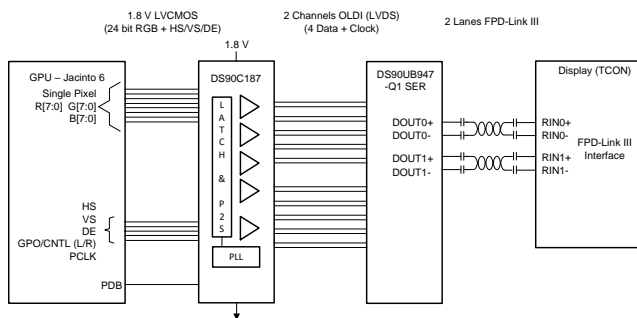 1.8 V LVCMOS
(24 bit RGB + HS/VS/DE)
2 Channels OLDI (LVDS)
(4 Data + Clock)
2 Lanes FPD-Link III
1.8 V
GPU – Jacinto 6
Single Pixel
R[7:0] G[7:0]
B[7:0]
HS
VS
DE
GPO/CNTL (L/R)
PCLK
PDB
DS90C187
LATCH & P2S
PLL
DS90UB947
-Q1 SER
DOUT0+
DOUT0-
DOUT1+
DOUT1-
Display (TCON)
RIN0+
RIN0-
FPD-Link III
Interface
RIN1+
RIN1-